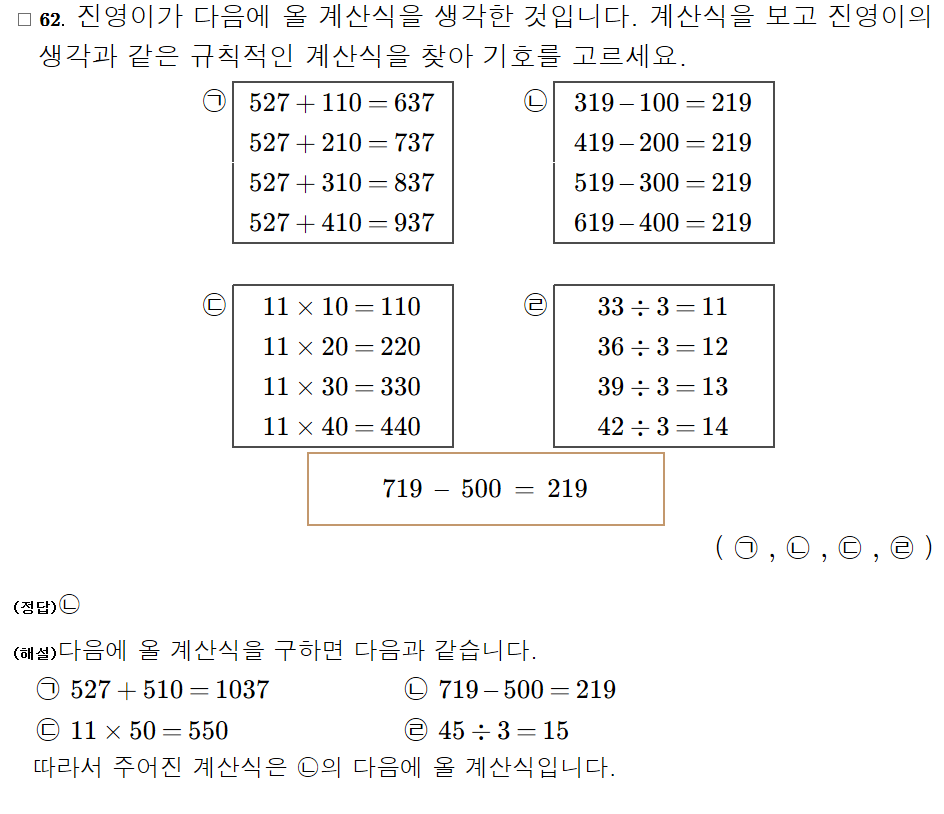 □ 62. 진영이가 다음에 올 계산식을 생각한 것입니다. 계산식을 보고 진영이의
생각과 같은 규칙적인 계산식을 찾아 기호를 고르세요.
㉠ 527 + 110 = 637
527 + 210 = 737
527 + 310 = 837
527 + 410 = 937
㉡ 319 – 100 = 219
419 – 200 = 219
519 – 300 = 219
619 – 400 = 219
㉢ 11 × 10 = 110
11 × 20 = 220
11 × 30 = 330
11 × 40 = 440
㉣ 33 ÷ 3 = 11
36 ÷ 3 = 12
39 ÷ 3 = 13
42 ÷ 3 = 14
719 – 500 = 219
( ㉠ , ㉡ , ㉢ , ㉣ )
(정답)㉡
(해설)다음에 올 계산식을 구하면 다음과 같습니다.
㉠ 527 + 510 = 1037 ㉡ 719 – 500 = 219
㉢ 11 × 50 = 550 ㉣ 45 ÷ 3 = 15
따라서 주어진 계산식은 ㉡의 다음에 올 계산식입니다.